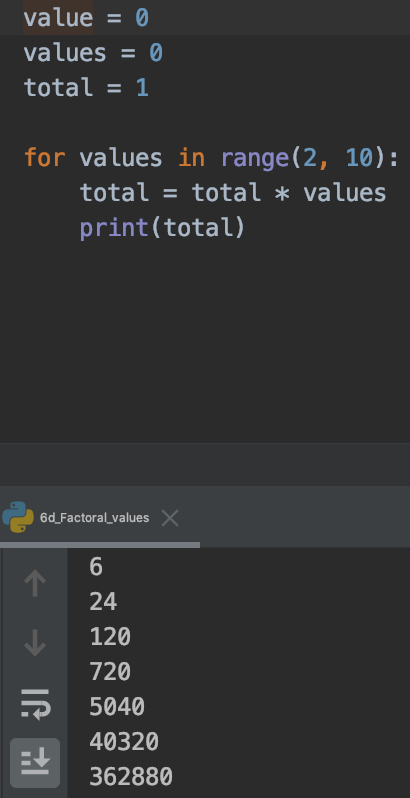 value = 0
values = 0
total = 1
for values in range(2, 10):
    total = total * values
    print(total)
6d_Factoral_values
6
24
120
720
5040
40320
362880